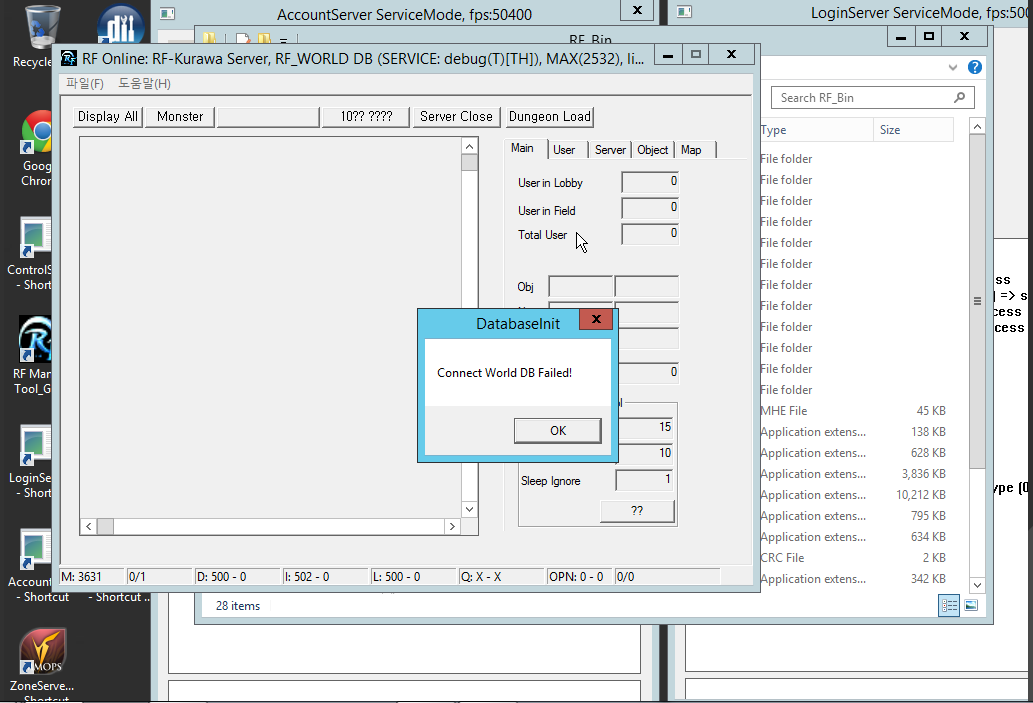 AccountServer ServiceMode, fps:50400
LoginServer ServiceMode, fps:500
RF_Bin
RF Online: RF-Kurawa Server, RF_WORLD DB (SERVICE: debug(T)[TH]), MAX(2532), li...
파일(F) 도움말(H)
Display All
Monster
10?? ????
Server Close
Dungeon Load
Main
User
Server
Object
Map
User in Lobby 0
User in Field 0
Total User 0
Obj
0
15
10
Sleep Ignore 1
??
DatabaseInit
Connect World DB Failed!
OK
M: 3631
0/1
D: 500 - 0
I: 502 - 0
L: 500 - 0
Q: X - X
OPN: 0 - 0
0/0
Search RF_Bin
Type Size
File folder
File folder
File folder
File folder
File folder
File folder
File folder
File folder
File folder
File folder
File folder
File folder
MHE File 45 KB
Application extens... 138 KB
Application extens... 628 KB
Application extens... 3,836 KB
Application extens... 10,212 KB
Application extens... 795 KB
Application extens... 634 KB
CRC File 2 KB
Application extens... 342 KB
28 items
ss
] => s
cess
cess
ype (0
Recycle
Goog
Chron
ControlS
- Short
RF Man
Tool_G
LoginSe
- Short
Account
- Shortcut
- Shortcut ..
MOPS
ZoneServe...
- Shortcut